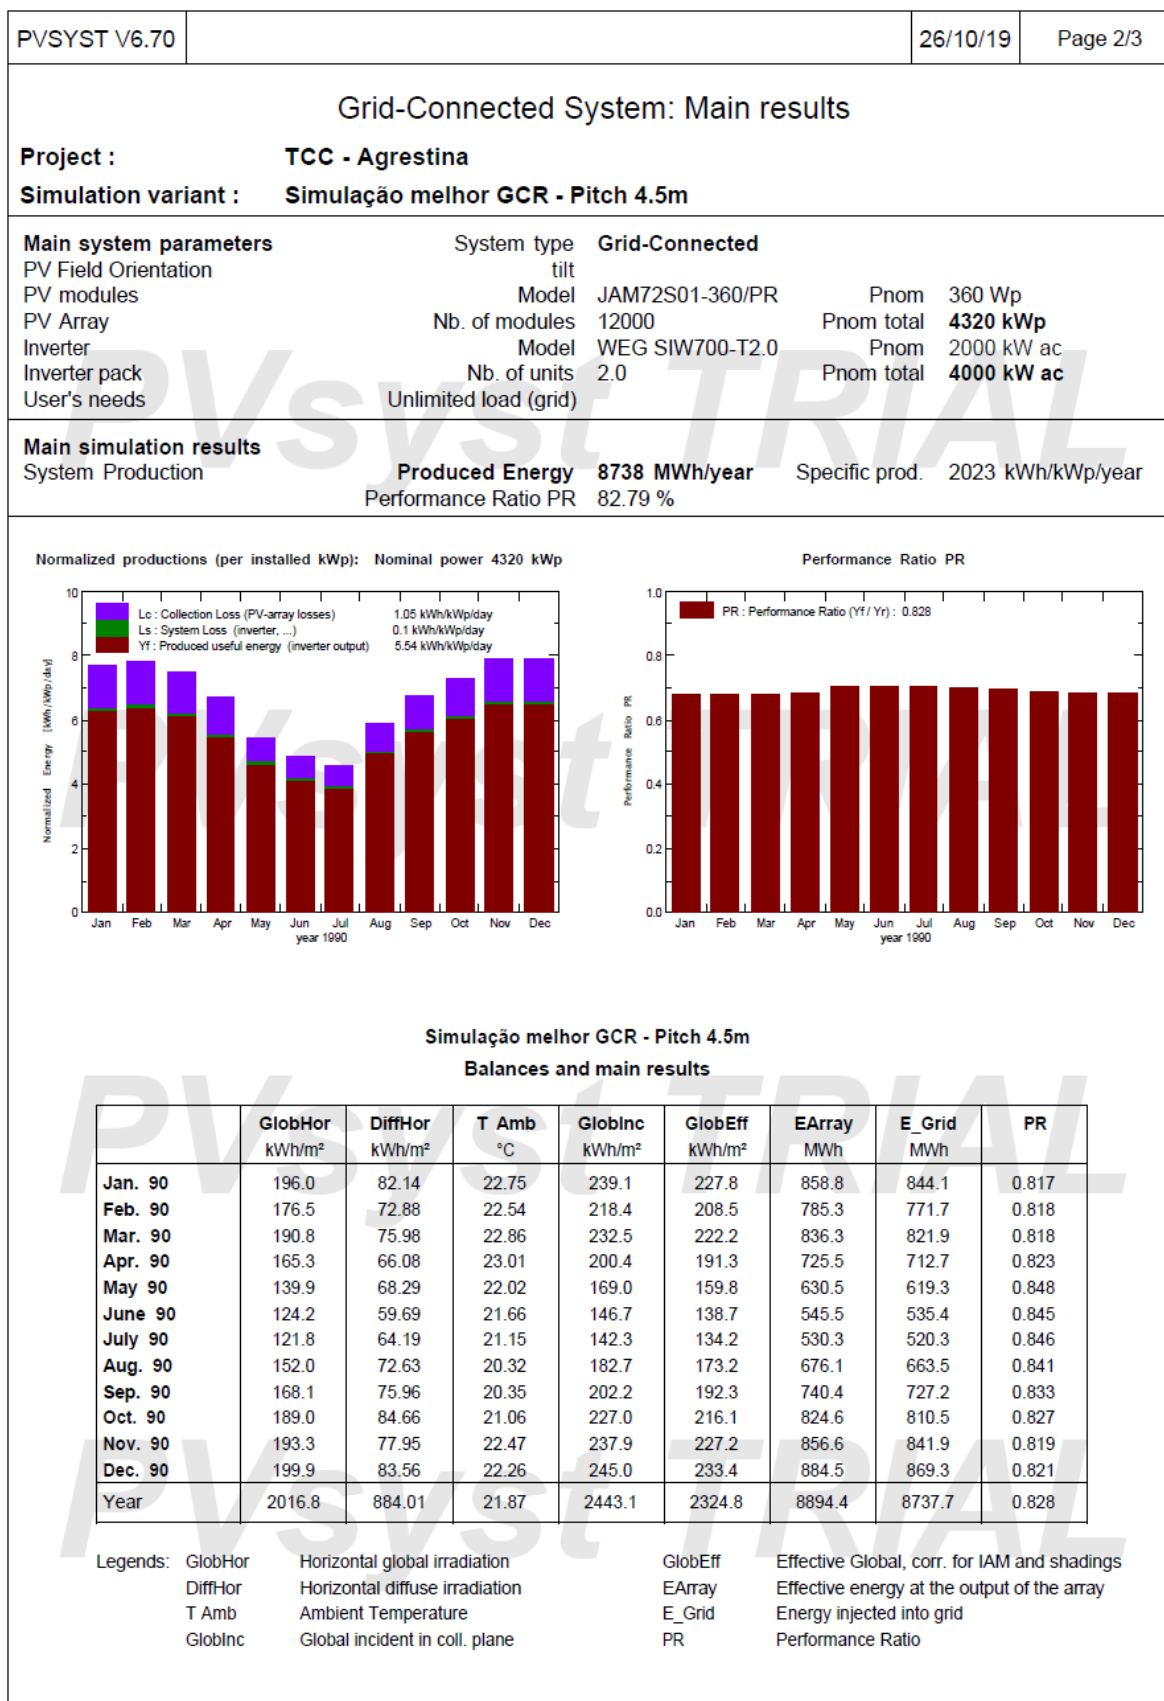 PVSYST V6.70 26/10/19 Page 2/3
Grid-Connected System: Main results
Project : TCC - Agrestina
Simulation variant : Simulação melhor GCR - Pitch 4.5m
Main system parameters System type Grid-Connected
PV Field Orientation tilt
PV modules Model JAM72S01-360/PR Pnom 360 Wp
PV Array Nb. of modules 12000 Pnom total 4320 kWp
Inverter Model WEG SIW700-T2.0 Pnom 2000 kW ac
Inverter pack Nb. of units 2.0 Pnom total 4000 kW ac
User's needs Unlimited load (grid)
PVsyst TRIAL
Main simulation results
System Production Produced Energy 8738 MWh/year Specific prod. 2023 kWh/kWp/year
Performance Ratio PR 82.79 %
Normalized productions (per installed kWp): Nominal power 4320 kWp
Lc : Collection Loss (PV-array losses) 1.05 kWh/kWp/day
Ls : System Loss (inverter, ...) 0.1 kWh/kWp/day
Yf : Produced useful energy (inverter output) 5.54 kWh/kWp/day
Normalized Energy [kWh/kWp/day]
10
8
6
4
2
0
Jan Feb Mar Apr May Jun Jul Aug Sep Oct Nov Dec
year 1990
Performance Ratio PR
PR : Performance Ratio (Yf / Yr) : 0.828
Performance Ratio PR
1.0
0.8
0.6
0.4
0.2
0.0
Jan Feb Mar Apr May Jun Jul Aug Sep Oct Nov Dec
year 1990
PVsyst TRIAL
Simulação melhor GCR - Pitch 4.5m
Balances and main results
PVsyst TRIAL
GlobHor DiffHor T Amb GlobInc GlobEff EArray E_Grid PR
kWh/m² kWh/m² °C kWh/m² kWh/m² MWh MWh
Jan. 90 196.0 82.14 22.75 239.1 227.8 858.8 844.1 0.817
Feb. 90 176.5 72.88 22.54 218.4 208.5 785.3 771.7 0.818
Mar. 90 190.8 75.98 22.86 232.5 222.2 836.3 821.9 0.818
Apr. 90 165.3 66.08 23.01 200.4 191.3 725.5 712.7 0.823
May 90 139.9 68.29 22.02 169.0 159.8 630.5 619.3 0.848
June 90 124.2 59.69 21.66 146.7 138.7 545.5 535.4 0.845
July 90 121.8 64.19 21.15 142.3 134.2 530.3 520.3 0.846
Aug. 90 152.0 72.63 20.32 182.7 173.2 676.1 663.5 0.841
Sep. 90 168.1 75.96 20.35 202.2 192.3 740.4 727.2 0.833
Oct. 90 189.0 84.66 21.06 227.0 216.1 824.6 810.5 0.827
Nov. 90 193.3 77.95 22.47 237.9 227.2 856.6 841.9 0.819
Dec. 90 199.9 83.56 22.26 245.0 233.4 884.5 869.3 0.821
Year 2016.8 884.01 21.87 2443.1 2324.8 8894.4 8737.7 0.828
PVsyst TRIAL
Legends: GlobHor Horizontal global irradiation GlobEff Effective Global, corr. for IAM and shadings
DiffHor Horizontal diffuse irradiation EArray Effective energy at the output of the array
T Amb Ambient Temperature E_Grid Energy injected into grid
GlobInc Global incident in coll. plane PR Performance Ratio